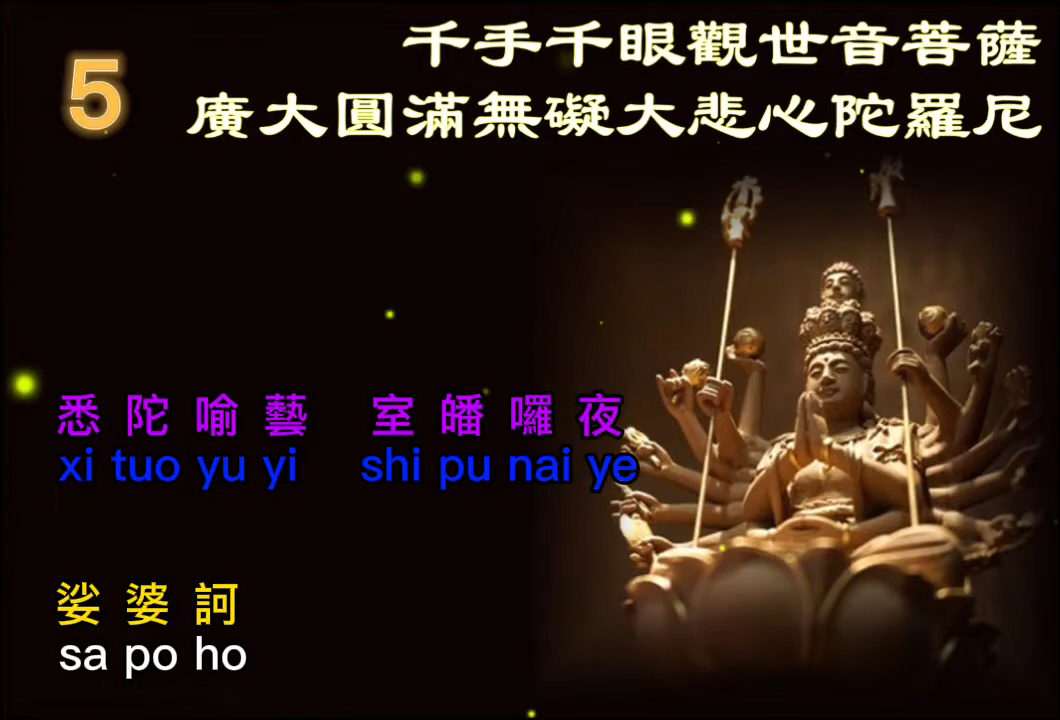 5
千手千眼觀世音菩薩
廣大圓滿無礙大悲心陀羅尼
悉陀喻藝 室皤囉夜
xi tuo yu yi shi pu nai ye
娑婆訶
sa po ho